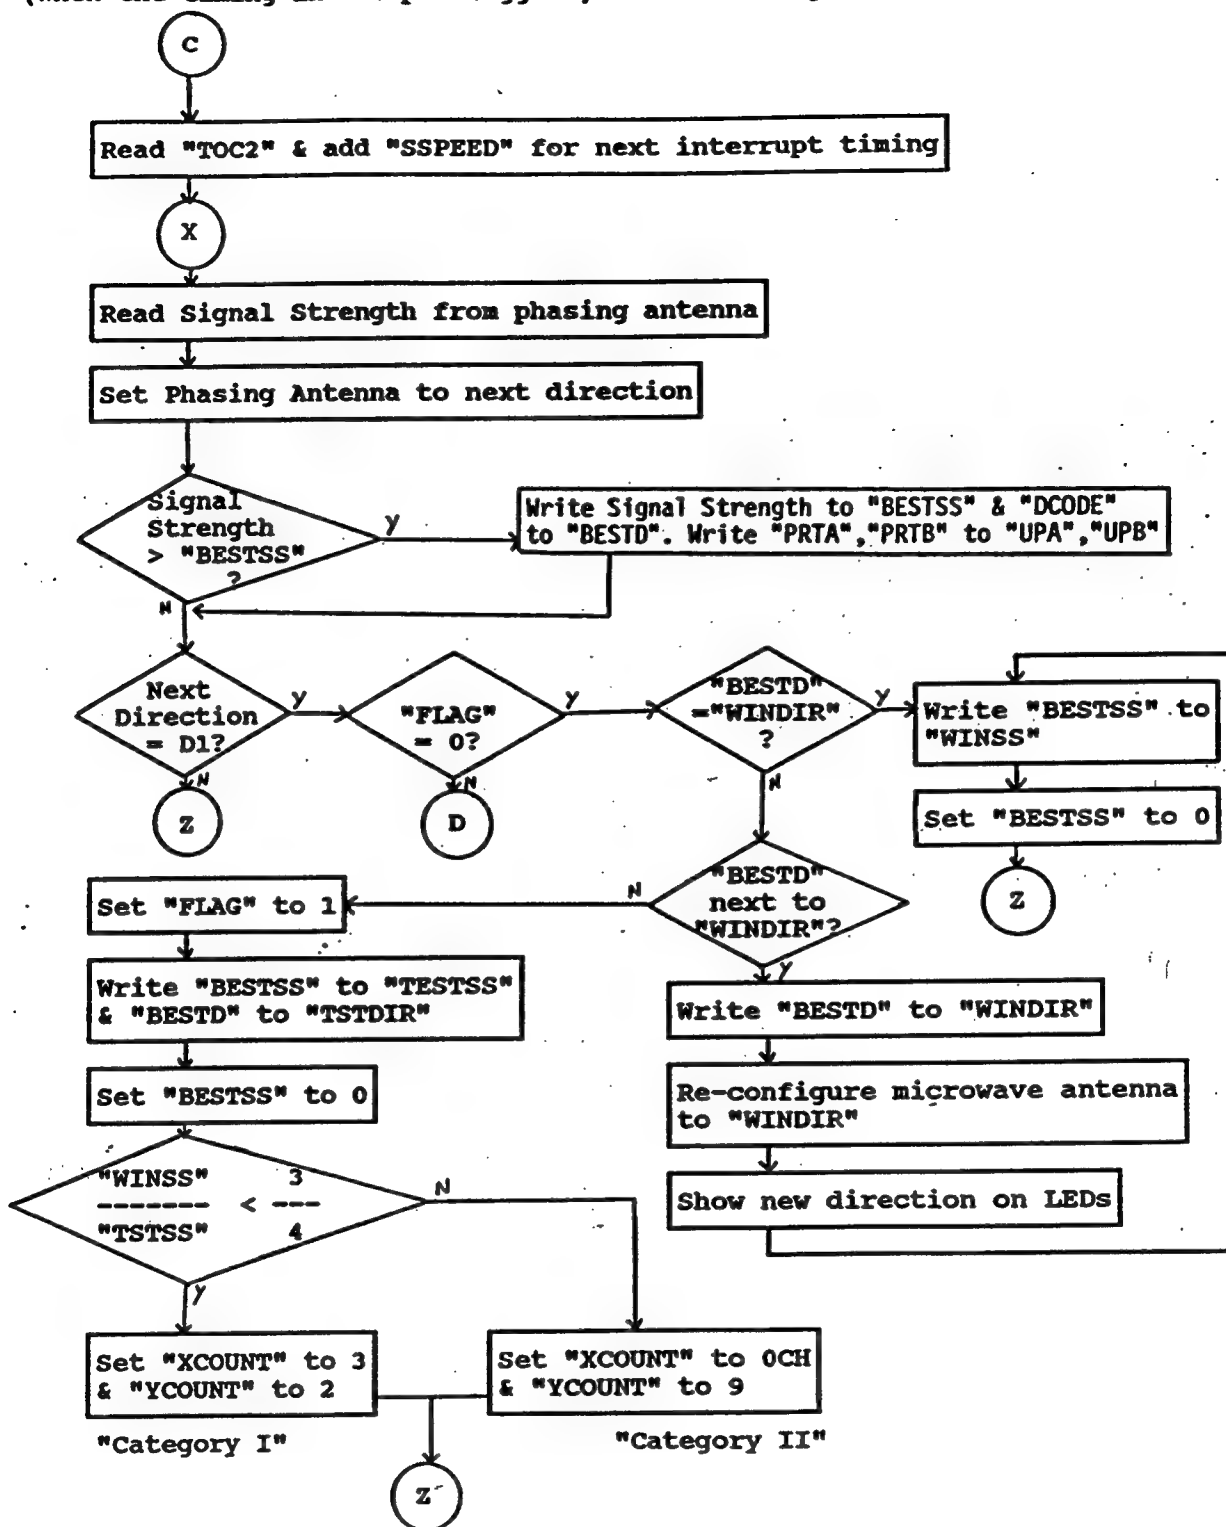 C
Read "TOC2" & add "SSPEED" for next interrupt timing
X
Read Signal Strength from phasing antenna
Set Phasing Antenna to next direction
Signal
Strength
> "BESTSS"
?
Y
N
Write Signal Strength to "BESTSS" & "DCODE"
to "BESTD". Write "PRTA","PRTB" to "UPA","UPB"
Next
Direction
= D1?
Y
N
Z
"FLAG"
= 0?
Y
N
D
"BESTD"
="WINDIR"
?
Y
N
Write "BESTSS" to
"WINSS"
Set "BESTSS" to 0
Z
"BESTD"
next to
"WINDIR"?
N
Y
Set "FLAG" to 1
Write "BESTSS" to "TESTSS"
& "BESTD" to "TSTDIR"
Set "BESTSS" to 0
Write "BESTD" to "WINDIR"
Re-configure microwave antenna
to "WINDIR"
Show new direction on LEDs
"WINSS" 3
------- < ---
"TSTSS" 4
N
Y
Set "XCOUNT" to 3
& "YCOUNT" to 2
"Category I"
Set "XCOUNT" to 0CH
& "YCOUNT" to 9
"Category II"
Z